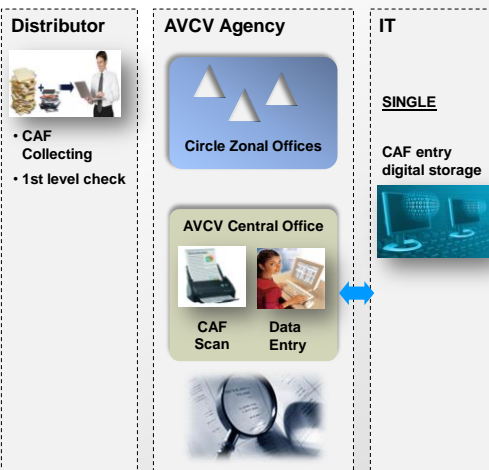 Distributor
• CAF
Collecting
• 1st level check
AVCV Agency
Circle Zonal Offices
AVCV Central Office
CAF
Scan
Data
Entry
IT
SINGLE
CAF entry
digital storage